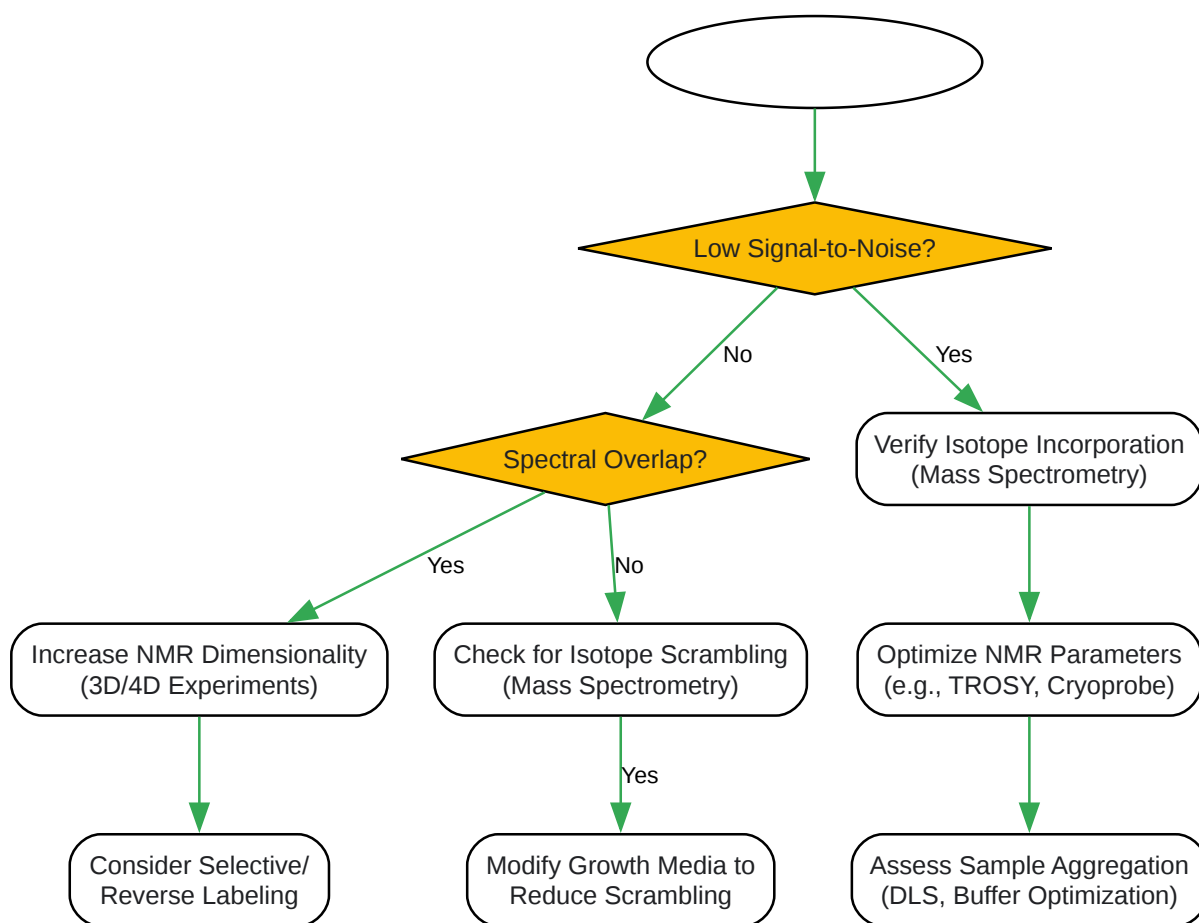 Low Signal-to-Noise?
No
Yes
Spectral Overlap?
Verify Isotope Incorporation
(Mass Spectrometry)
Yes
No
Increase NMR Dimensionality
(3D/4D Experiments)
Check for Isotope Scrambling
(Mass Spectrometry)
Optimize NMR Parameters
(e.g., TROSY, Cryoprobe)
Yes
Consider Selective/
Reverse Labeling
Modify Growth Media to
Reduce Scrambling
Assess Sample Aggregation
(DLS, Buffer Optimization)